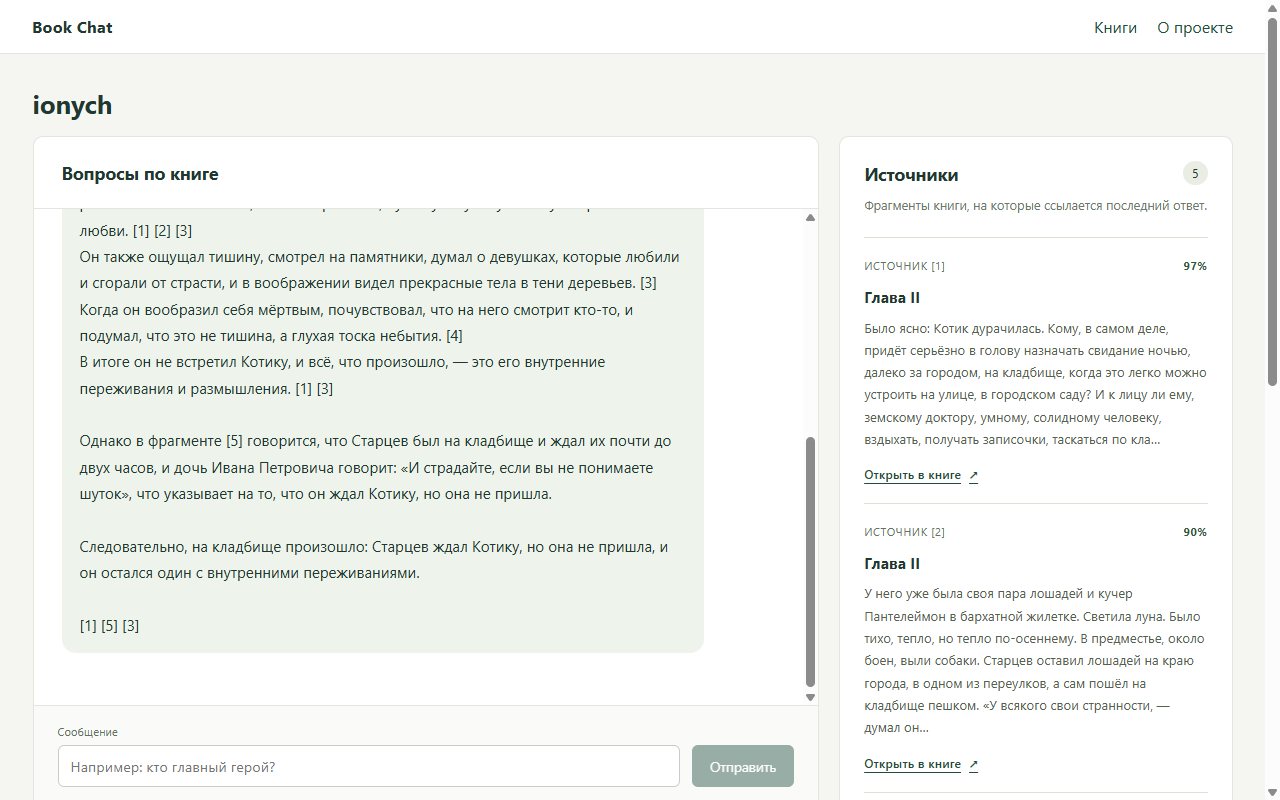 Book Chat
Книги
О проекте
ionych
Вопросы по книге
любви. [1] [2] [3]
Он также ощущал тишину, смотрел на памятники, думал о девушках, которые любили
и сгорали от страсти, и в воображении видел прекрасные тела в тени деревьев. [3]
Когда он вообразил себя мёртвым, почувствовал, что на него смотрит кто-то, и
подумал, что это не тишина, а глухая тоска небытия. [4]
В итоге он не встретил Котику, и всё, что произошло, — это его внутренние
переживания и размышления. [1] [3]
Однако в фрагменте [5] говорится, что Старцев был на кладбище и ждал их почти до
двух часов, и дочь Ивана Петровича говорит: «И страдайте, если вы не понимаете
шуток», что указывает на то, что он ждал Котику, но она не пришла.
Следовательно, на кладбище произошло: Старцев ждал Котику, но она не пришла, и
он остался один с внутренними переживаниями.
[1] [5] [3]
Сообщение
Например: кто главный герой?
Отправить
Источники
5
Фрагменты книги, на которые ссылается последний ответ.
ИСТОЧНИК [1]
97%
Глава II
Было ясно: Котик дурачилась. Кому, в самом деле,
придёт серьёзно в голову назначать свидание ночью,
далеко за городом, на кладбище, когда это легко можно
устроить на улице, в городском саду? И к лицу ли ему,
земскому доктору, умному, солидному человеку,
вздыхать, получать записочки, таскаться по кла...
Открыть в книге ↗
ИСТОЧНИК [2]
90%
Глава II
У него уже была своя пара лошадей и кучер
Пантелеймон в бархатной жилетке. Светила луна. Было
тихо, тепло, но тепло по-осеннему. В предместье, около
боен, выли собаки. Старцев оставил лошадей на краю
города, в одном из переулков, а сам пошёл на
кладбище пешком. «У всякого свои странности, —
думал он...
Открыть в книге ↗